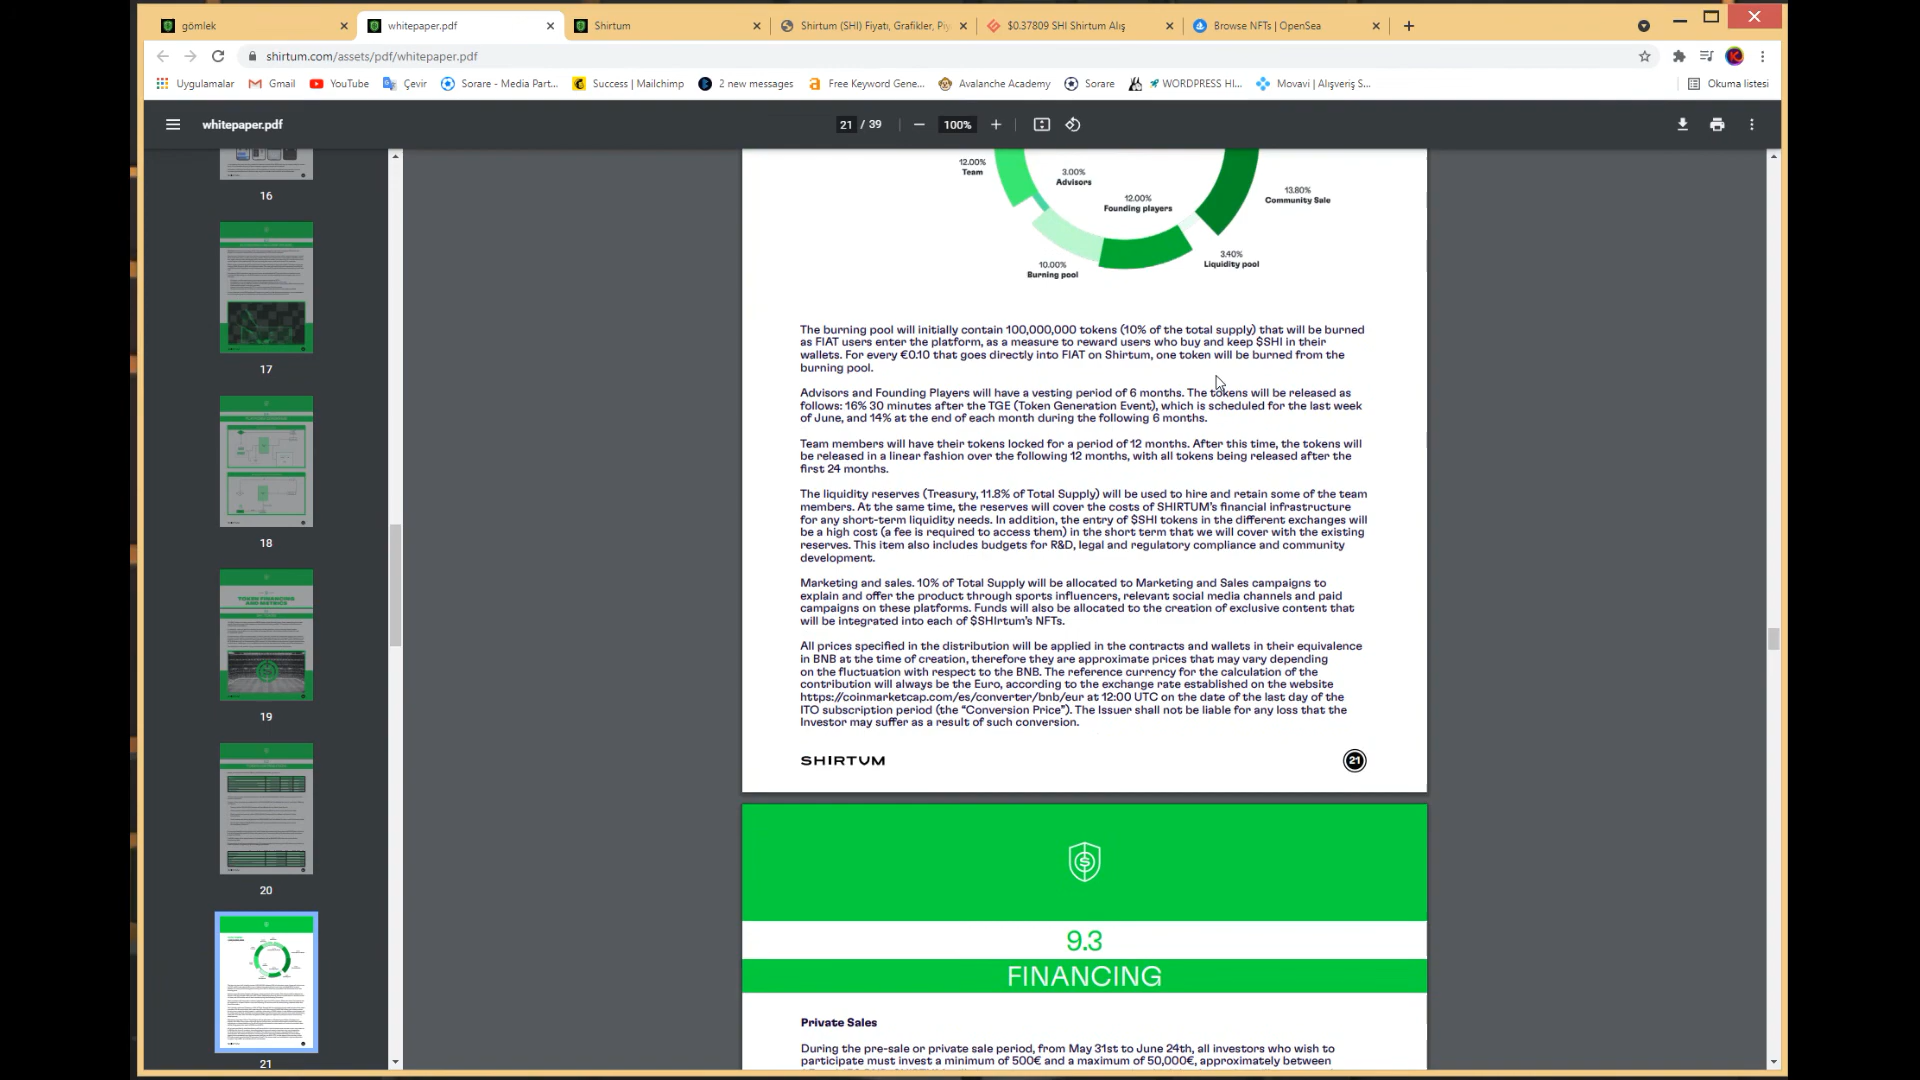 gömlek
whitepaper.pdf
Shirtum
Shirtum (SHI) Fiyatı, Grafikler, Piy
$0.37809 SHI Shirtum Alış
Browse NFTs | OpenSea
shirtum.com/assets/pdf/whitepaper.pdf
Uygulamalar
Gmail
YouTube
Çevir
Sorare - Media Part...
Success | Mailchimp
2 new messages
Free Keyword Gene...
Avalanche Academy
Sorare
WORDPRESS HI...
Movavi | Alışveriş S...
Okuma listesi
whitepaper.pdf
21 / 39
100%
16
17
18
TOKEN FINANCING
AND METRICS
19
20
21
12.00%
Team
3.00%
Advisors
12.00%
Founding players
13.80%
Community Sale
10.00%
Burning pool
3.40%
Liquidity pool
The burning pool will initially contain 100,000,000 tokens (10% of the total supply) that will be burned
as FIAT users enter the platform, as a measure to reward users who buy and keep $SHI in their
wallets. For every €0.10 that goes directly into FIAT on Shirtum, one token will be burned from the
burning pool.
Advisors and Founding Players will have a vesting period of 6 months. The tokens will be released as
follows: 16% 30 minutes after the TGE (Token Generation Event), which is scheduled for the last week
of June, and 14% at the end of each month during the following 6 months.
Team members will have their tokens locked for a period of 12 months. After this time, the tokens will
be released in a linear fashion over the following 12 months, with all tokens being released after the
first 24 months.
The liquidity reserves (Treasury, 11.8% of Total Supply) will be used to hire and retain some of the team
members. At the same time, the reserves will cover the costs of SHIRTUM's financial infrastructure
for any short-term liquidity needs. In addition, the entry of $SHI tokens in the different exchanges will
be a high cost (a fee is required to access them) in the short term that we will cover with the existing
reserves. This item also includes budgets for R&D, legal and regulatory compliance and community
development.
Marketing and sales. 10% of Total Supply will be allocated to Marketing and Sales campaigns to
explain and offer the product through sports influencers, relevant social media channels and paid
campaigns on these platforms. Funds will also be allocated to the creation of exclusive content that
will be integrated into each of $SHIrtum's NFTs.
All prices specified in the distribution will be applied in the contracts and wallets in their equivalence
in BNB at the time of creation, therefore they are approximate prices that may vary depending
on the fluctuation with respect to the BNB. The reference currency for the calculation of the
contribution will always be the Euro, according to the exchange rate established on the website
https://coinmarketcap.com/es/converter/bnb/eur at 12:00 UTC on the date of the last day of the
ITO subscription period (the “Conversion Price”). The Issuer shall not be liable for any loss that the
Investor may suffer as a result of such conversion.
SHIRTUM
21
9.3
FINANCING
Private Sales
During the pre-sale or private sale period, from May 31st to June 24th, all investors who wish to
participate must invest a minimum of 500€ and a maximum of 50,000€, approximately between